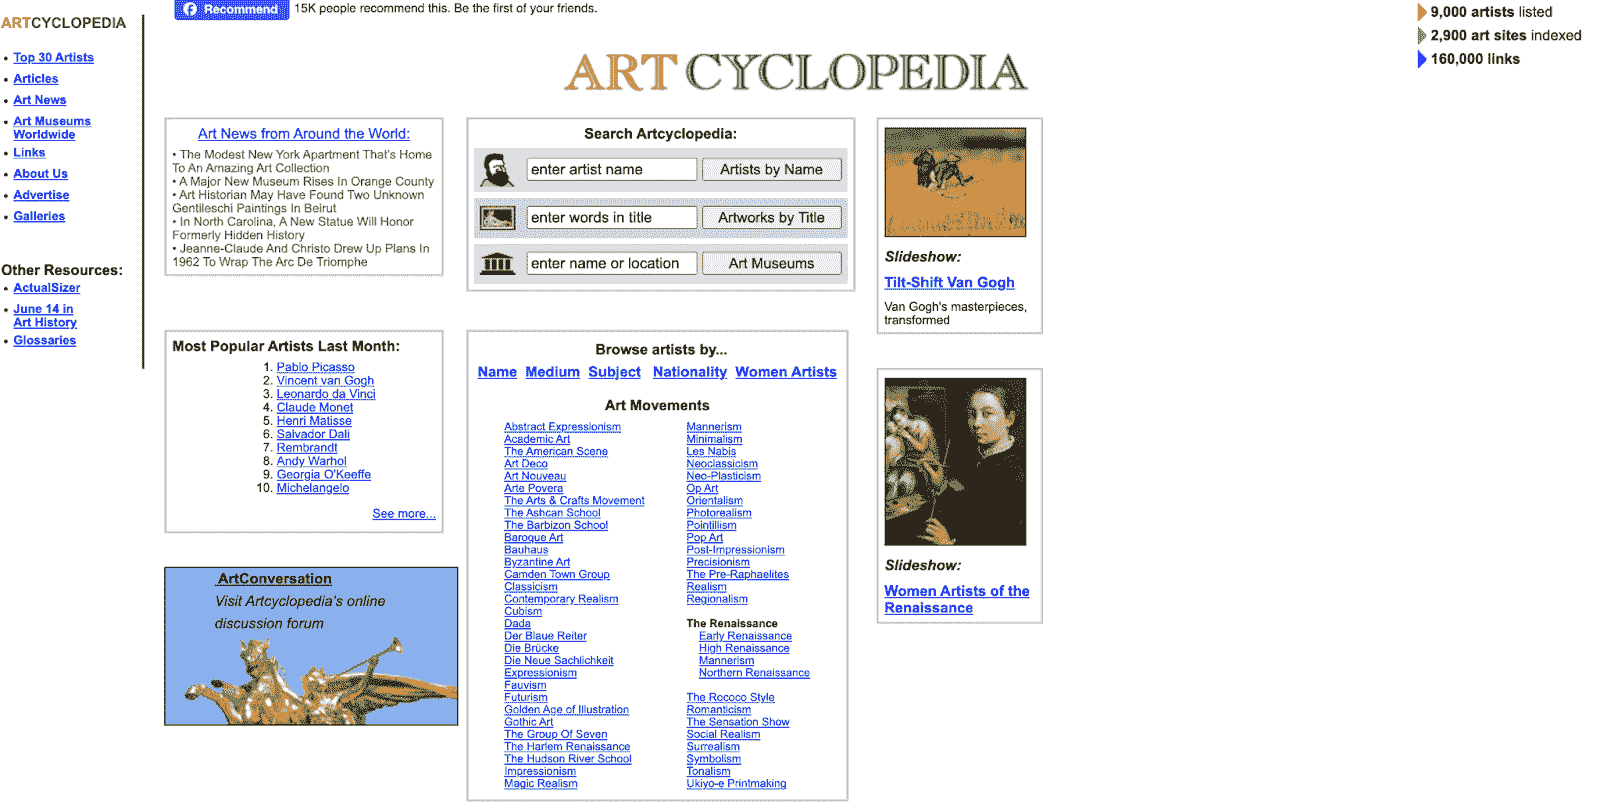 ARTCYCLOPEDIA
• Top 30 Artists
• Articles
• Art News
• Art Museums
Worldwide
• Links
• About Us
• Advertise
• Galleries
Other Resources:
• ActualSizer
• June 14 in
Art History
• Glossaries
Recommend 15K people recommend this. Be the first of your friends.
ART CYCLOPEDIA
9,000 artists listed
2,900 art sites indexed
160,000 links
Art News from Around the World:
• The Modest New York Apartment That's Home
To An Amazing Art Collection
• A Major New Museum Rises In Orange County
• Art Historian May Have Found Two Unknown
Gentileschi Paintings In Beirut
• In North Carolina, A New Statue Will Honor
Formerly Hidden History
• Jeanne-Claude And Christo Drew Up Plans In
1962 To Wrap The Arc De Triomphe
Search Artcyclopedia:
enter artist name Artists by Name
enter words in title Artworks by Title
enter name or location Art Museums
Slideshow:
Tilt-Shift Van Gogh
Van Gogh's masterpieces,
transformed
Most Popular Artists Last Month:
1. Pablo Picasso
2. Vincent van Gogh
3. Leonardo da Vinci
4. Claude Monet
5. Henri Matisse
6. Salvador Dali
7. Rembrandt
8. Andy Warhol
9. Georgia O'Keeffe
10. Michelangelo
See more...
ArtConversation
Visit Artcyclopedia's online
discussion forum
Browse artists by...
Name Medium Subject Nationality Women Artists
Art Movements
Abstract Expressionism
Academic Art
The American Scene
Art Deco
Art Nouveau
Arte Povera
The Arts & Crafts Movement
The Ashcan School
The Barbizon School
Baroque Art
Bauhaus
Byzantine Art
Camden Town Group
Classicism
Contemporary Realism
Cubism
Dada
Der Blaue Reiter
Die Brücke
Die Neue Sachlichkeit
Expressionism
Fauvism
Futurism
Golden Age of Illustration
Gothic Art
The Group Of Seven
The Harlem Renaissance
The Hudson River School
Impressionism
Magic Realism
Mannerism
Minimalism
Les Nabis
Neoclassicism
Neo-Plasticism
Op Art
Orientalism
Photorealism
Pointillism
Pop Art
Post-Impressionism
Precisionism
The Pre-Raphaelites
Realism
Regionalism
The Renaissance
Early Renaissance
High Renaissance
Mannerism
Northern Renaissance
The Rococo Style
Romanticism
The Sensation Show
Social Realism
Surrealism
Symbolism
Tonalism
Ukiyo-e Printmaking
Slideshow:
Women Artists of the
Renaissance